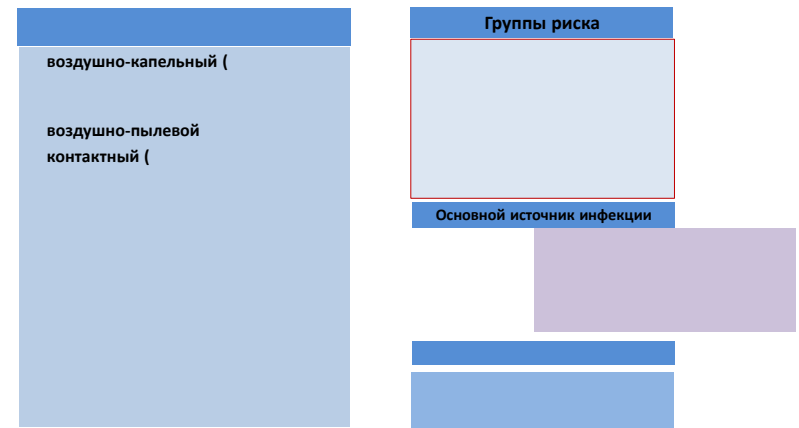 воздушно-капельный (
воздушно-пылевой
контактный (
Группы риска
Основной источник инфекции